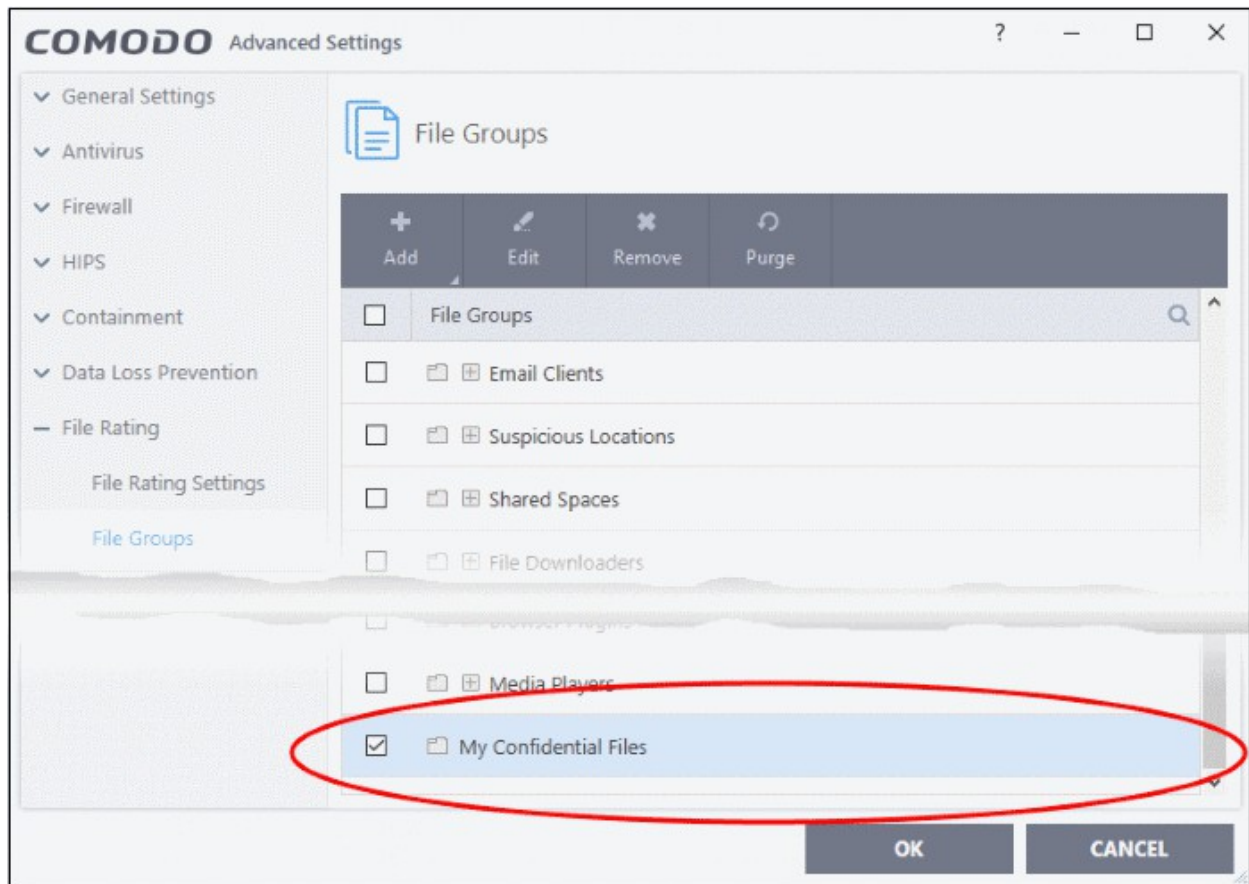 COMODO Advanced Settings ?
General Settings
Antivirus
Firewall
HIPS
Containment
Data Loss Prevention
File Rating
File Rating Settings
File Groups
File Groups
Add Edit Remove Purge
File Groups
Email Clients
Suspicious Locations
Shared Spaces
File Downloaders
Media Players
My Confidential Files
OK CANCEL